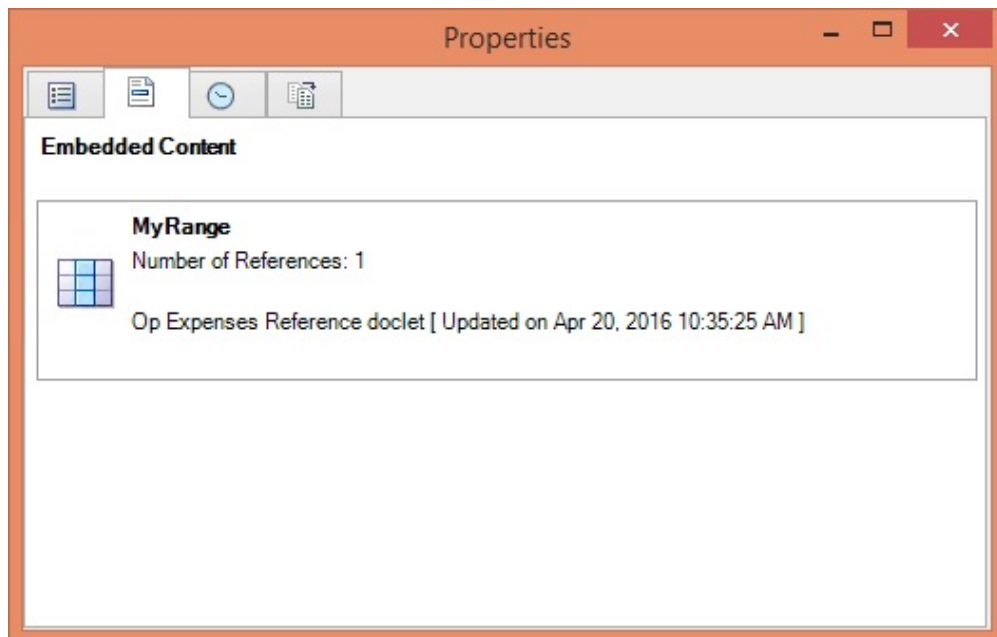 Properties
Embedded Content
MyRange
Number of References: 1
Op Expenses Reference doclet [ Updated on Apr 20, 2016 10:35:25 AM ]